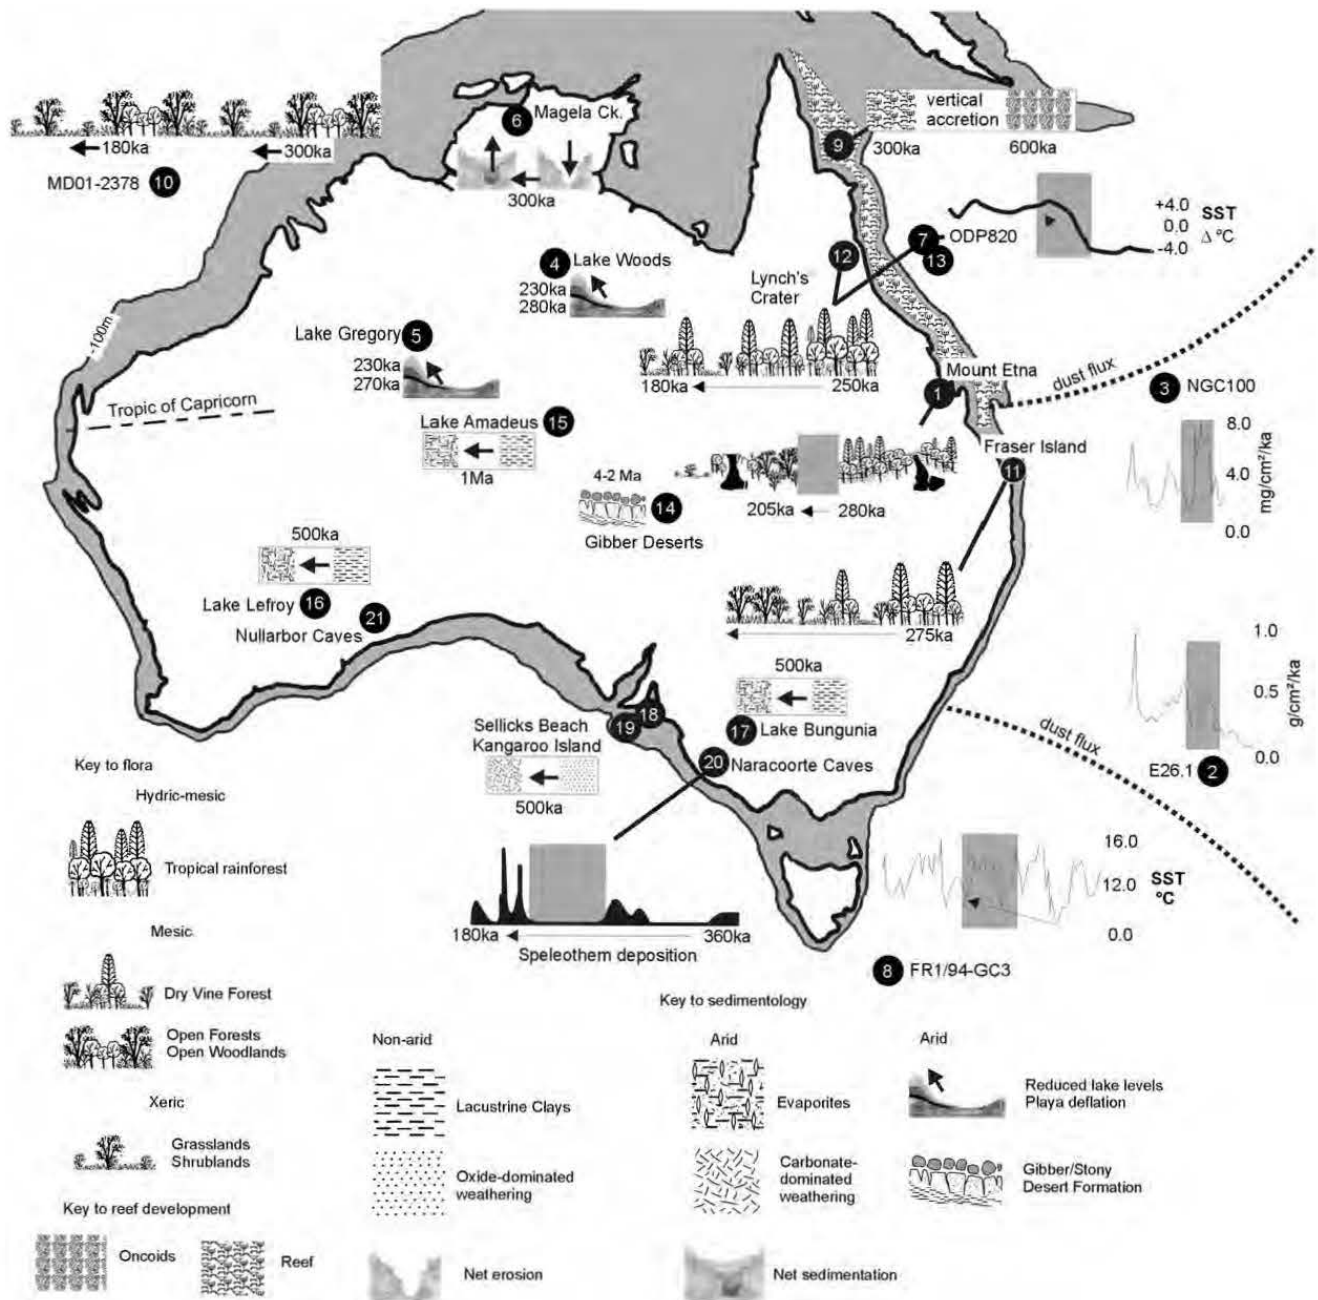 6
Magela Ck.
300ka
180ka
300ka
MD01-2378 10
9
vertical
accretion
300ka
600ka
7
ODP820
13
12
+4.0
0.0
-4.0
SST
Δ °C
4 Lake Woods
230ka
280ka
Lynch's
Crater
180ka
250ka
Lake Gregory 5
230ka
270ka
-100m
Tropic of Capricorn
Mount Etna
1
dust flux
3 NGC100
8.0
4.0
0.0
mg/cm²/ka
Lake Amadeus 15
1Ma
4-2 Ma
14
Gibber Deserts
205ka
280ka
Fraser Island
11
500ka
Lake Lefroy 16
21
Nullarbor Caves
275ka
500ka
17 Lake Bungunia
18
19
Sellicks Beach
Kangaroo Island
500ka
20 Naracoorte Caves
dust flux
1.0
0.5
0.0
g/cm²/ka
E26.1 2
180ka
360ka
Speleothem deposition
16.0
12.0
0.0
SST
°C
8 FR1/94-GC3
Key to flora
Hydric-mesic
Tropical rainforest
Mesic
Dry Vine Forest
Open Forests
Open Woodlands
Xeric
Grasslands
Shrublands
Key to reef development
Oncoids
Reef
Key to sedimentology
Non-arid
Lacustrine Clays
Oxide-dominated
weathering
Net erosion
Arid
Evaporites
Carbonate-
dominated
weathering
Net sedimentation
Arid
Reduced lake levels
Playa deflation
Gibber/Stony
Desert Formation